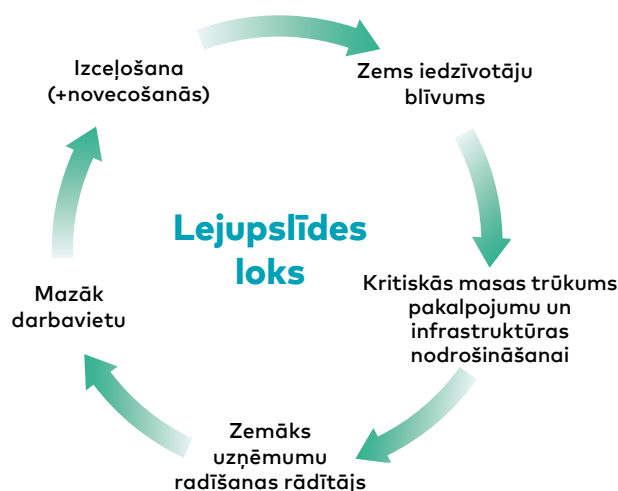 Izceļošana
(+novecošanās)
Zems iedzīvotāju
blīvums
Lejupslīdes
loks
Kritiskās masas trūkums
pakalpojumu un
infrastruktūras
nodrošināšanai
Mazāk
darbavietu
Zemāks
uzņēmumu
radīšanas rādītājs